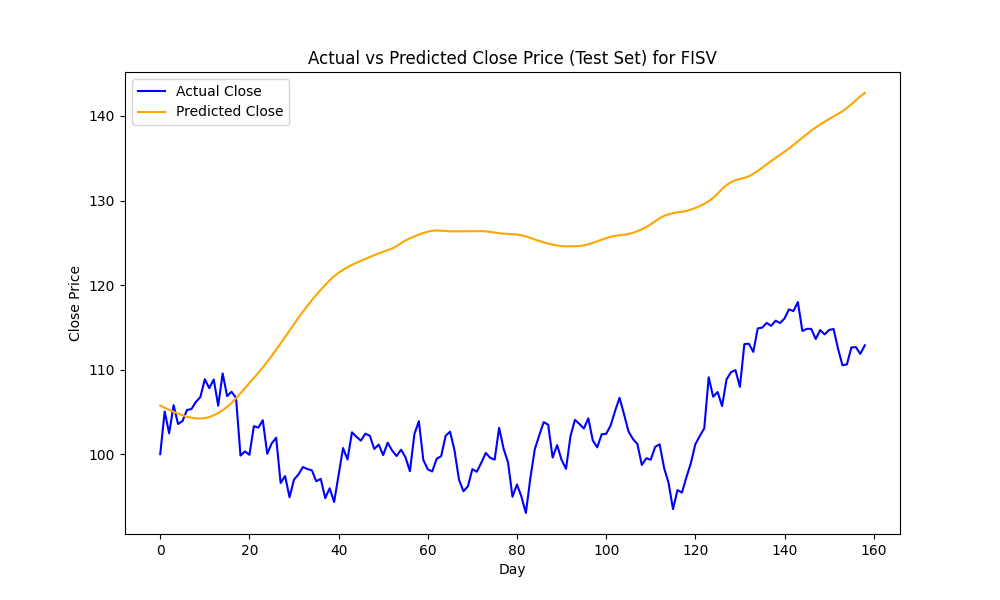 Actual vs Predicted Close Price (Test Set) for FISV
Actual Close
Predicted Close
140
130
120
110
100
Close Price
0 20 40 60 80 100 120 140 160
Day